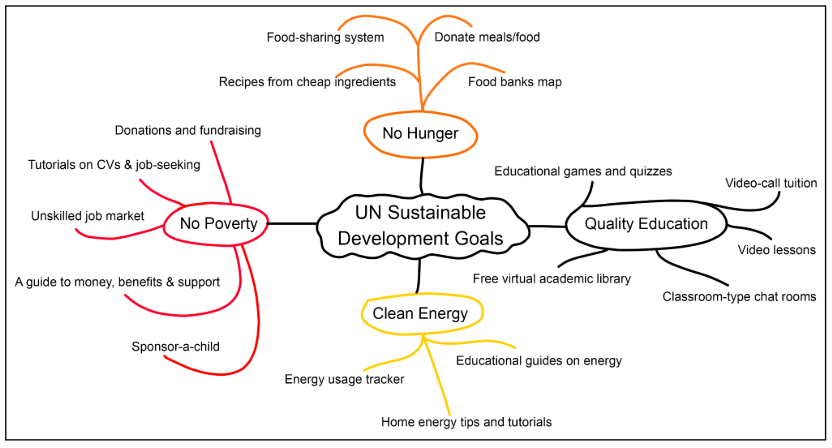 Food-sharing system
Donate meals/food
Recipes from cheap ingredients
Food banks map
No Hunger
Donations and fundraising
Tutorials on CVs & job-seeking
Unskilled job market
No Poverty
A guide to money, benefits & support
Sponsor-a-child
UN Sustainable
Development Goals
Educational games and quizzes
Video-call tuition
Quality Education
Video lessons
Free virtual academic library
Classroom-type chat rooms
Clean Energy
Educational guides on energy
Energy usage tracker
Home energy tips and tutorials